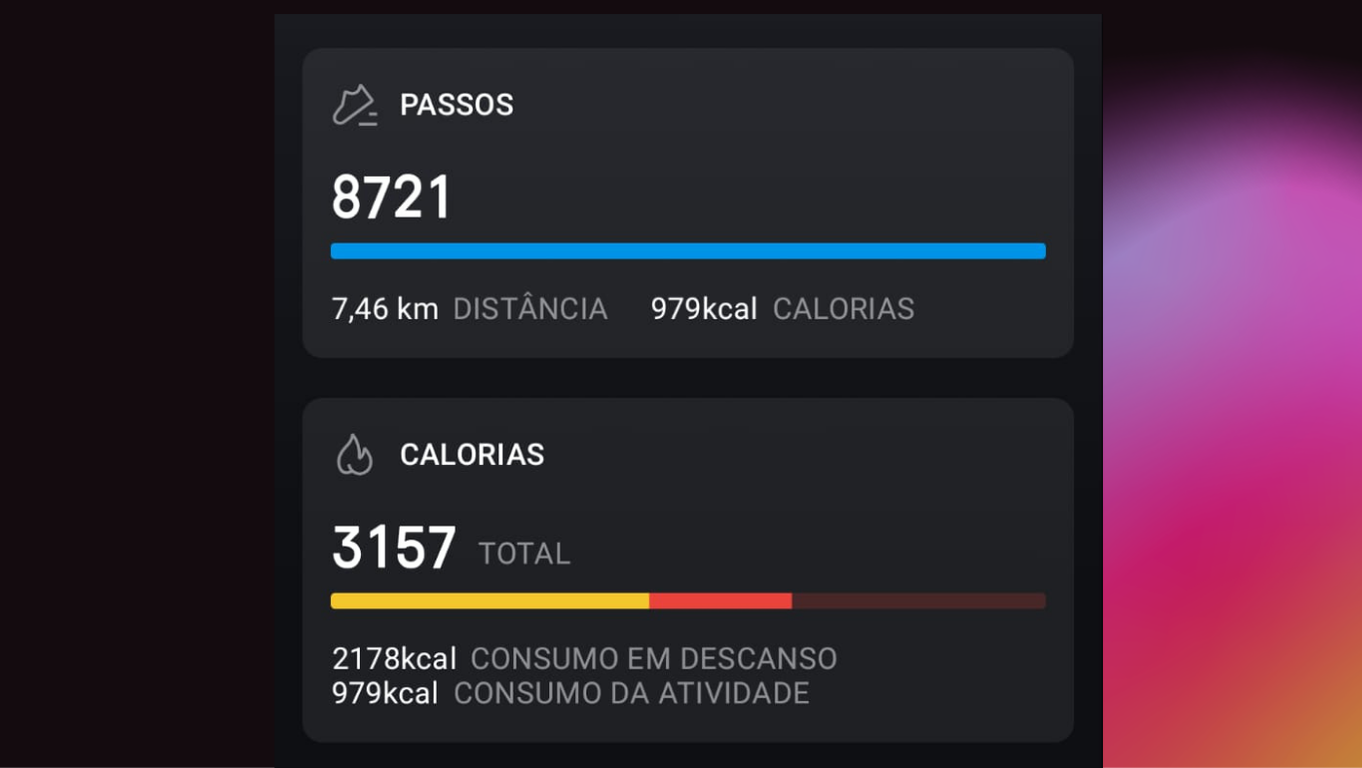 PASSOS
8721
7,46 km DISTÂNCIA 979kcal CALORIAS
CALORIAS
3157 TOTAL
2178kcal CONSUMO EM DESCANSO
979kcal CONSUMO DA ATIVIDADE